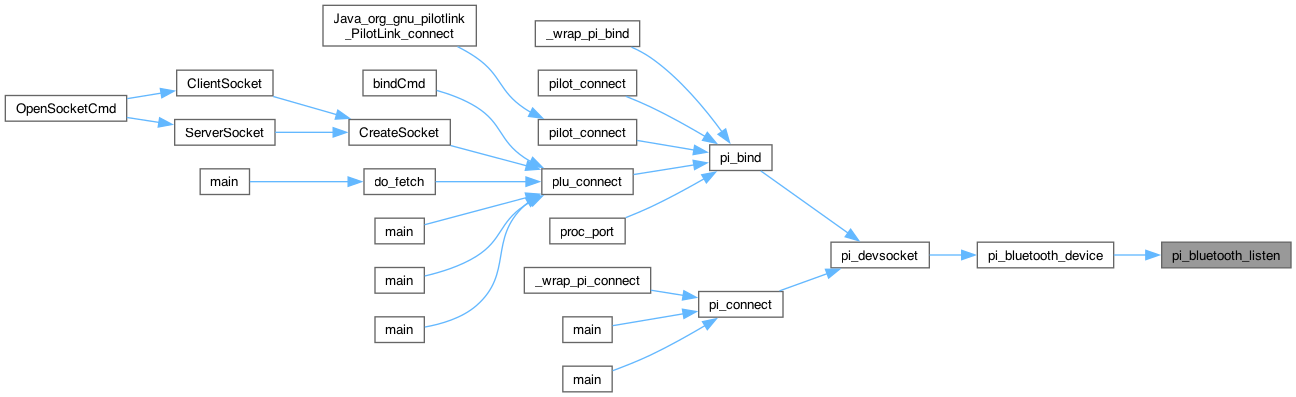 Java_org_gnu_pilotlink
_PilotLink_connect
_wrap_pi_bind
ClientSocket
bindCmd
pilot_connect
OpenSocketCmd
ServerSocket
CreateSocket
pilot_connect
pi_bind
main
do_fetch
plu_connect
main
proc_port
pi_devsocket
pi_bluetooth_device
pi_bluetooth_listen
main
_wrap_pi_connect
pi_connect
main
main
main